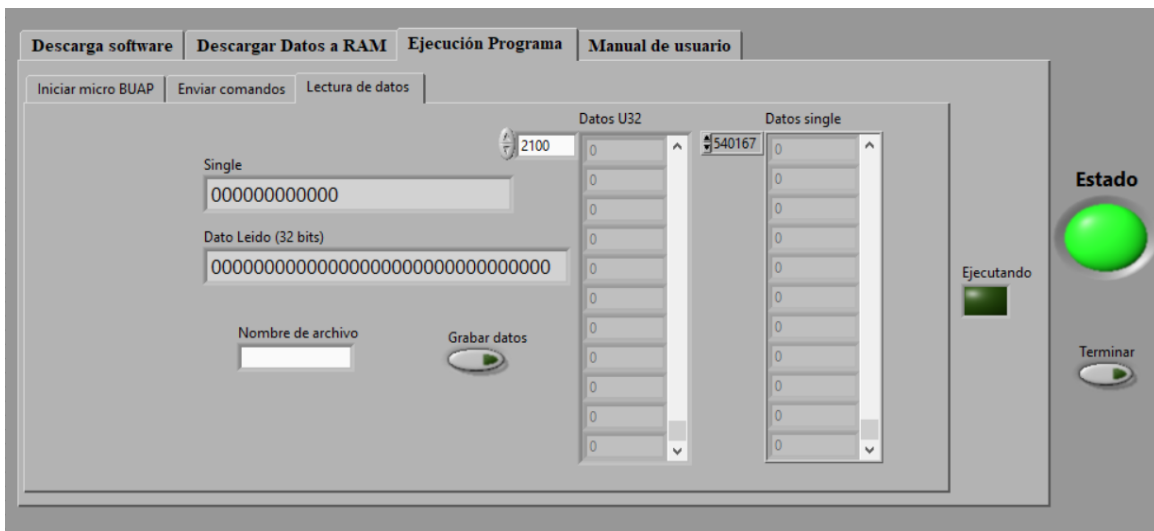 Descarga software Descargar Datos a RAM Ejecución Programa Manual de usuario
Iniciar micro BUAP Enviar comandos Lectura de datos
Datos U32 Datos single
2100 540167
Single
000000000000
Dato Leido (32 bits)
00000000000000000000000000000000
Nombre de archivo Grabar datos
0 0
0 0
0 0
0 0
0 0
0 0
0 0
0 0
0 0
0 0
0 0
Ejecutando
Estado
Terminar